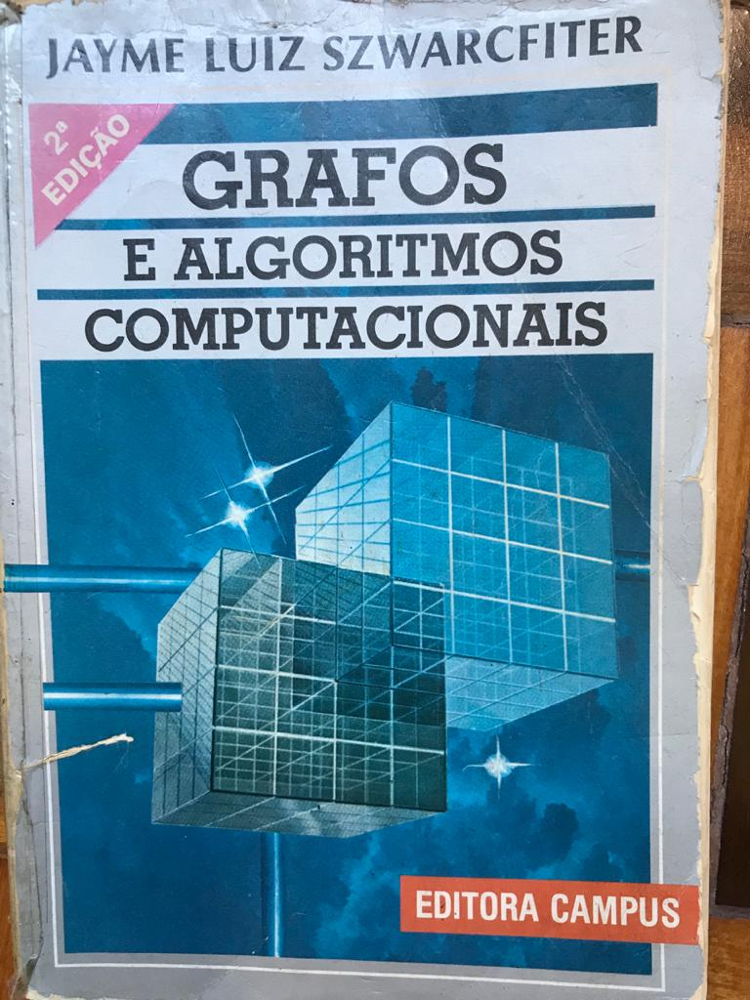 JAYME LUIZ SZWARCFITER
2ª
EDIÇÃO
GRAFOS
E ALGORITMOS
COMPUTACIONAIS
EDITORA CAMPUS